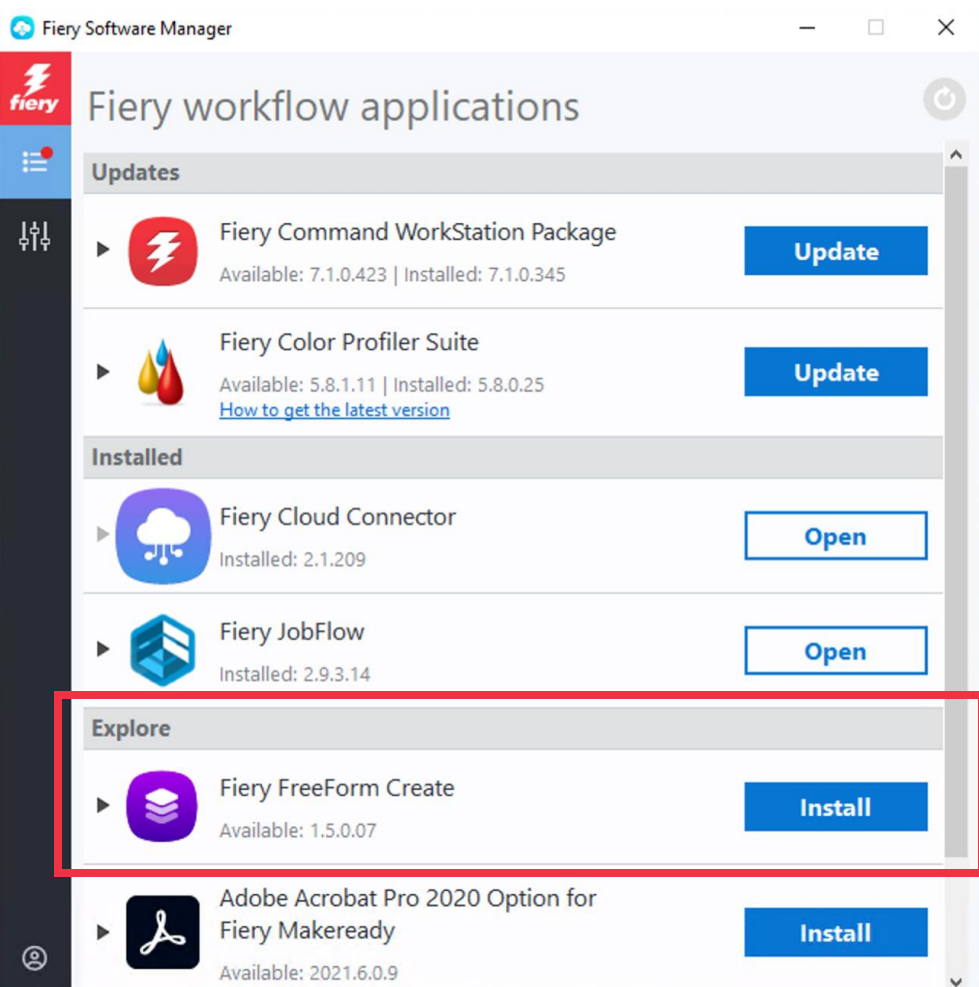 Fiery Software Manager
fiery
Fiery workflow applications
Updates
Fiery Command WorkStation Package
Available: 7.1.0.423 | Installed: 7.1.0.345
Update
Fiery Color Profiler Suite
Available: 5.8.1.11 | Installed: 5.8.0.25
How to get the latest version
Update
Installed
Fiery Cloud Connector
Installed: 2.1.209
Open
Fiery JobFlow
Installed: 2.9.3.14
Open
Explore
Fiery FreeForm Create
Available: 1.5.0.07
Install
Adobe Acrobat Pro 2020 Option for
Fiery Makeready
Available: 2021.6.0.9
Install